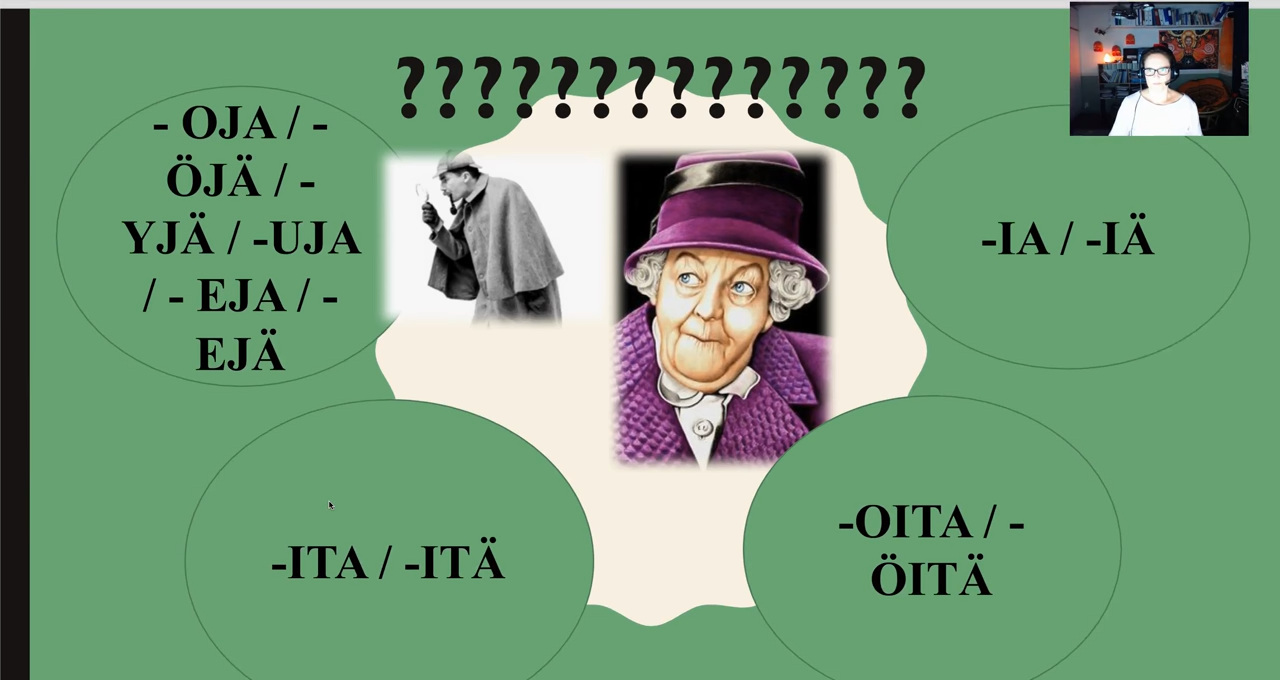 ??????????????
- OJA / -
ÖJÄ / -
YJÄ / -UJA
/ - EJA / -
EJÄ
-IA / -IÄ
-ITA / -ITÄ
-OITA / -
ÖITÄ